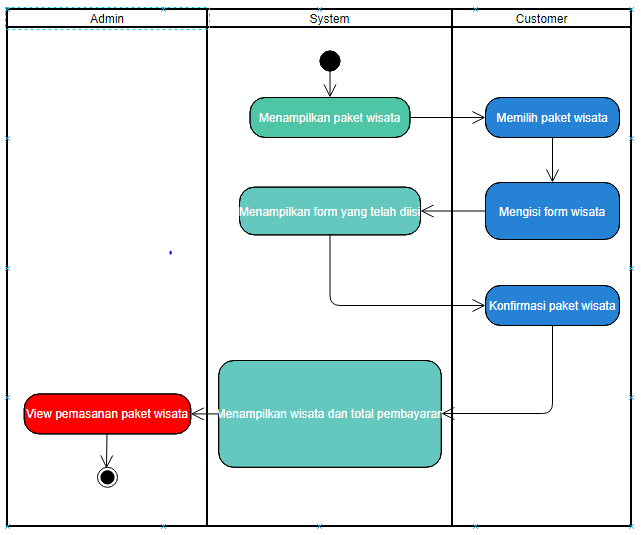 Admin
System
Customer
Menampilkan paket wisata
Memilih paket wisata
Menampilkan form yang telah diisi
Mengisi form wisata
Konfirmasi paket wisata
View pemasanan paket wisata
Menampilkan wisata dan total pembayaran